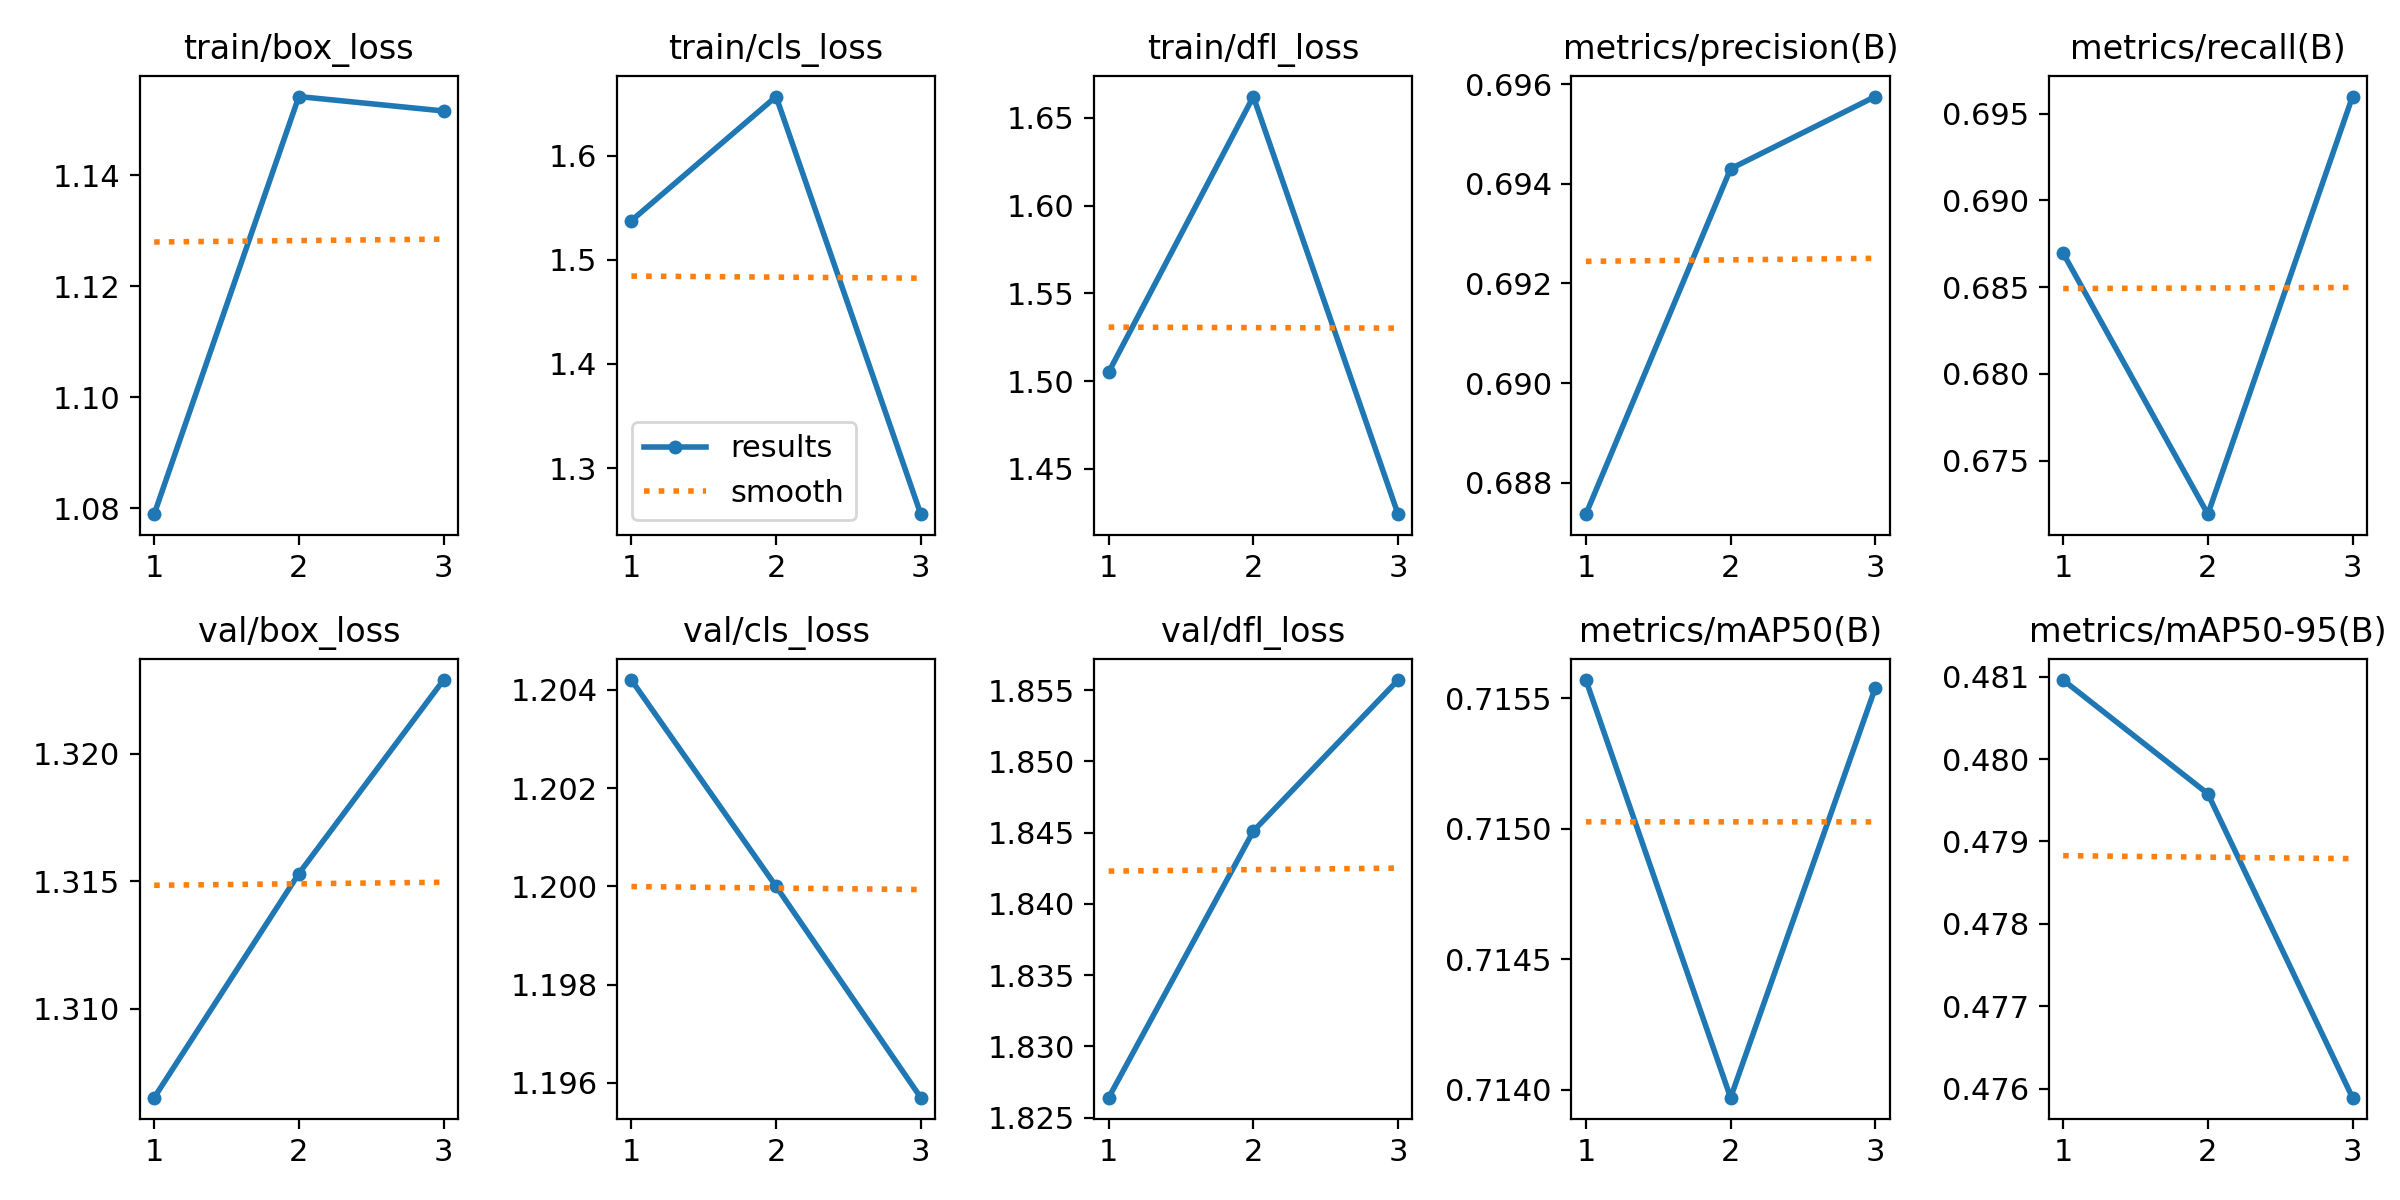 train/box_loss
train/cls_loss
train/dfl_loss
metrics/precision(B)
metrics/recall(B)
1.14
1.12
1.10
1.08
1 2 3
1.6
1.5
1.4
1.3
results
smooth
1 2 3
1.65
1.60
1.55
1.50
1.45
1 2 3
0.696
0.694
0.692
0.690
0.688
1 2 3
0.695
0.690
0.685
0.680
0.675
1 2 3
val/box_loss
val/cls_loss
val/dfl_loss
metrics/mAP50(B)
metrics/mAP50-95(B)
1.320
1.315
1.310
1 2 3
1.204
1.202
1.200
1.198
1.196
1 2 3
1.855
1.850
1.845
1.840
1.835
1.830
1.825
1 2 3
0.7155
0.7150
0.7145
0.7140
1 2 3
0.481
0.480
0.479
0.478
0.477
0.476
1 2 3